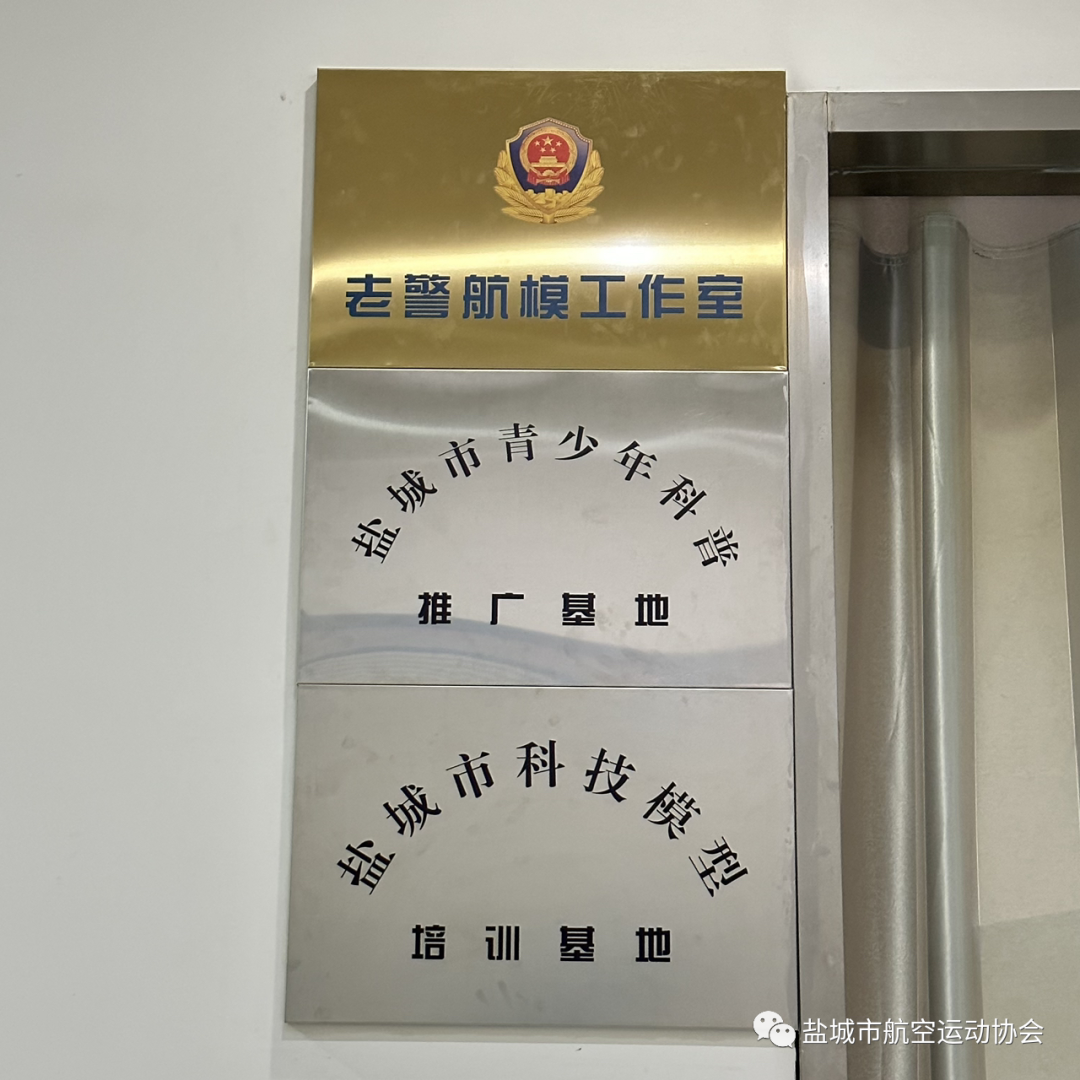 老警航模工作室
盐城市青少年科普
推广基地
盐城市科技模型
培训基地
盐城市航空运动协会